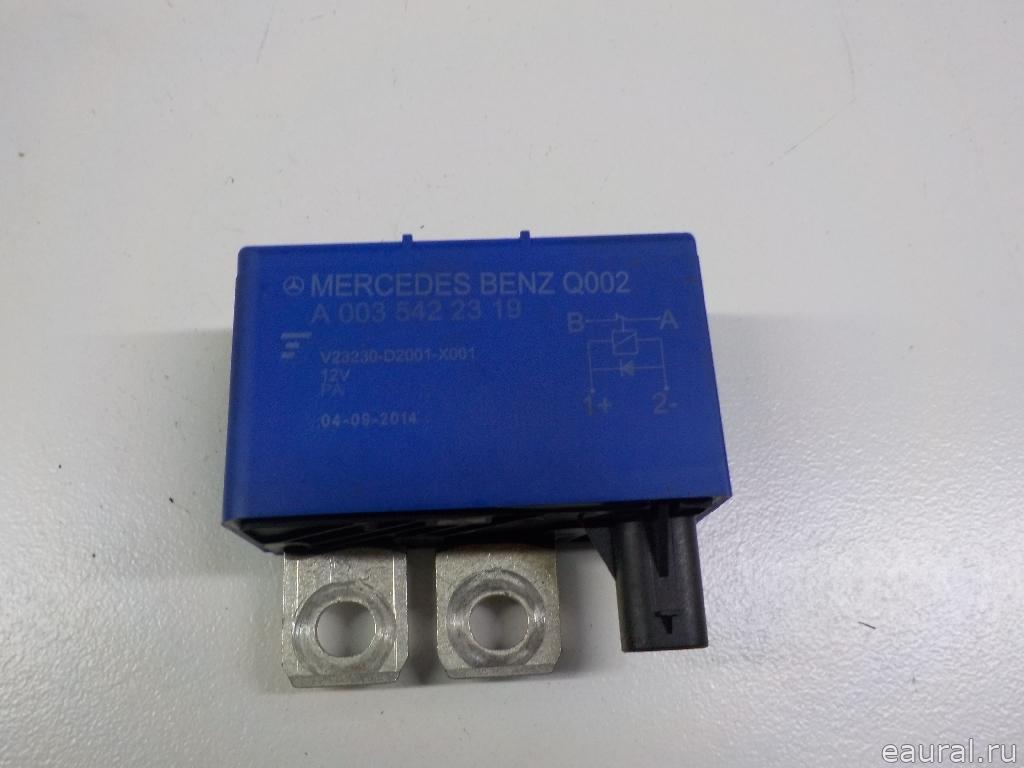 MERCEDES BENZ Q002
A 003 542 23 19
B A
V23230-D2001-X001
12V
PA
1+ 2-
04-09-2014
eaural.ru